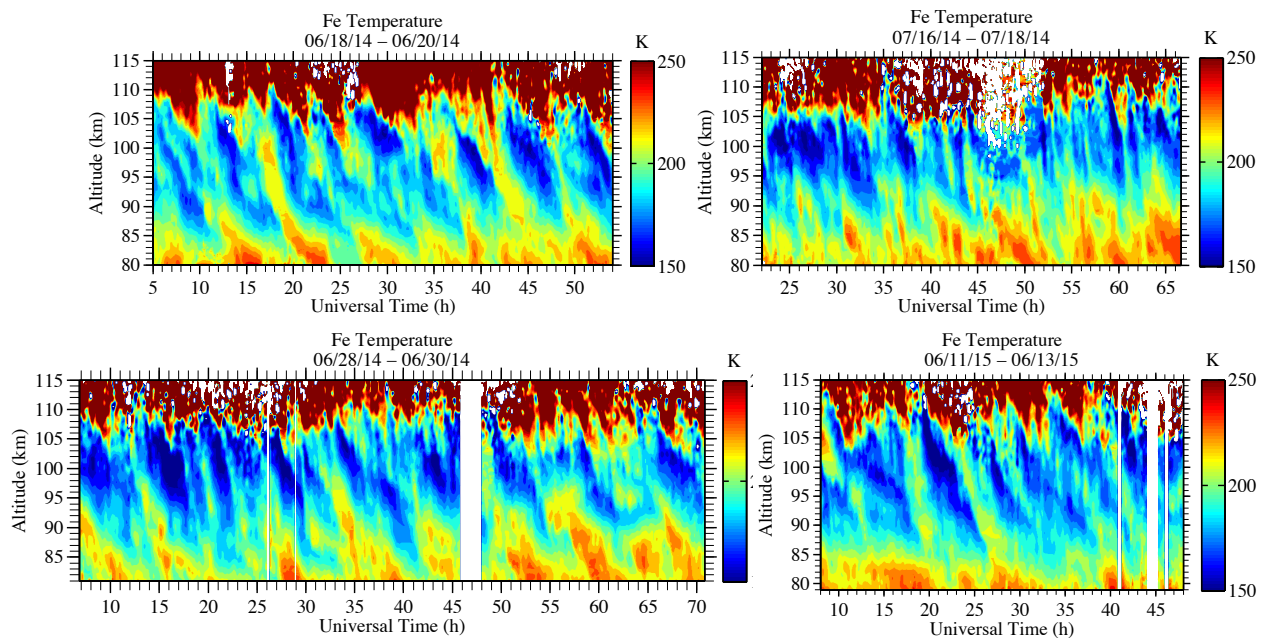 Fe Temperature
06/18/14 – 06/20/14
K
115
110
105
100
95
90
85
80
Altitude (km)
5 10 15 20 25 30 35 40 45 50
Universal Time (h)
250
200
150
Fe Temperature
07/16/14 – 07/18/14
K
115
110
105
100
95
90
85
80
Altitude (km)
25 30 35 40 45 50 55 60 65
Universal Time (h)
250
200
150
Fe Temperature
06/28/14 – 06/30/14
K
115
110
105
100
95
90
85
Altitude (km)
10 15 20 25 30 35 40 45 50 55 60 65 70
Universal Time (h)
Fe Temperature
06/11/15 – 06/13/15
K
115
110
105
100
95
90
85
80
Altitude (km)
10 15 20 25 30 35 40 45
Universal Time (h)
250
200
150